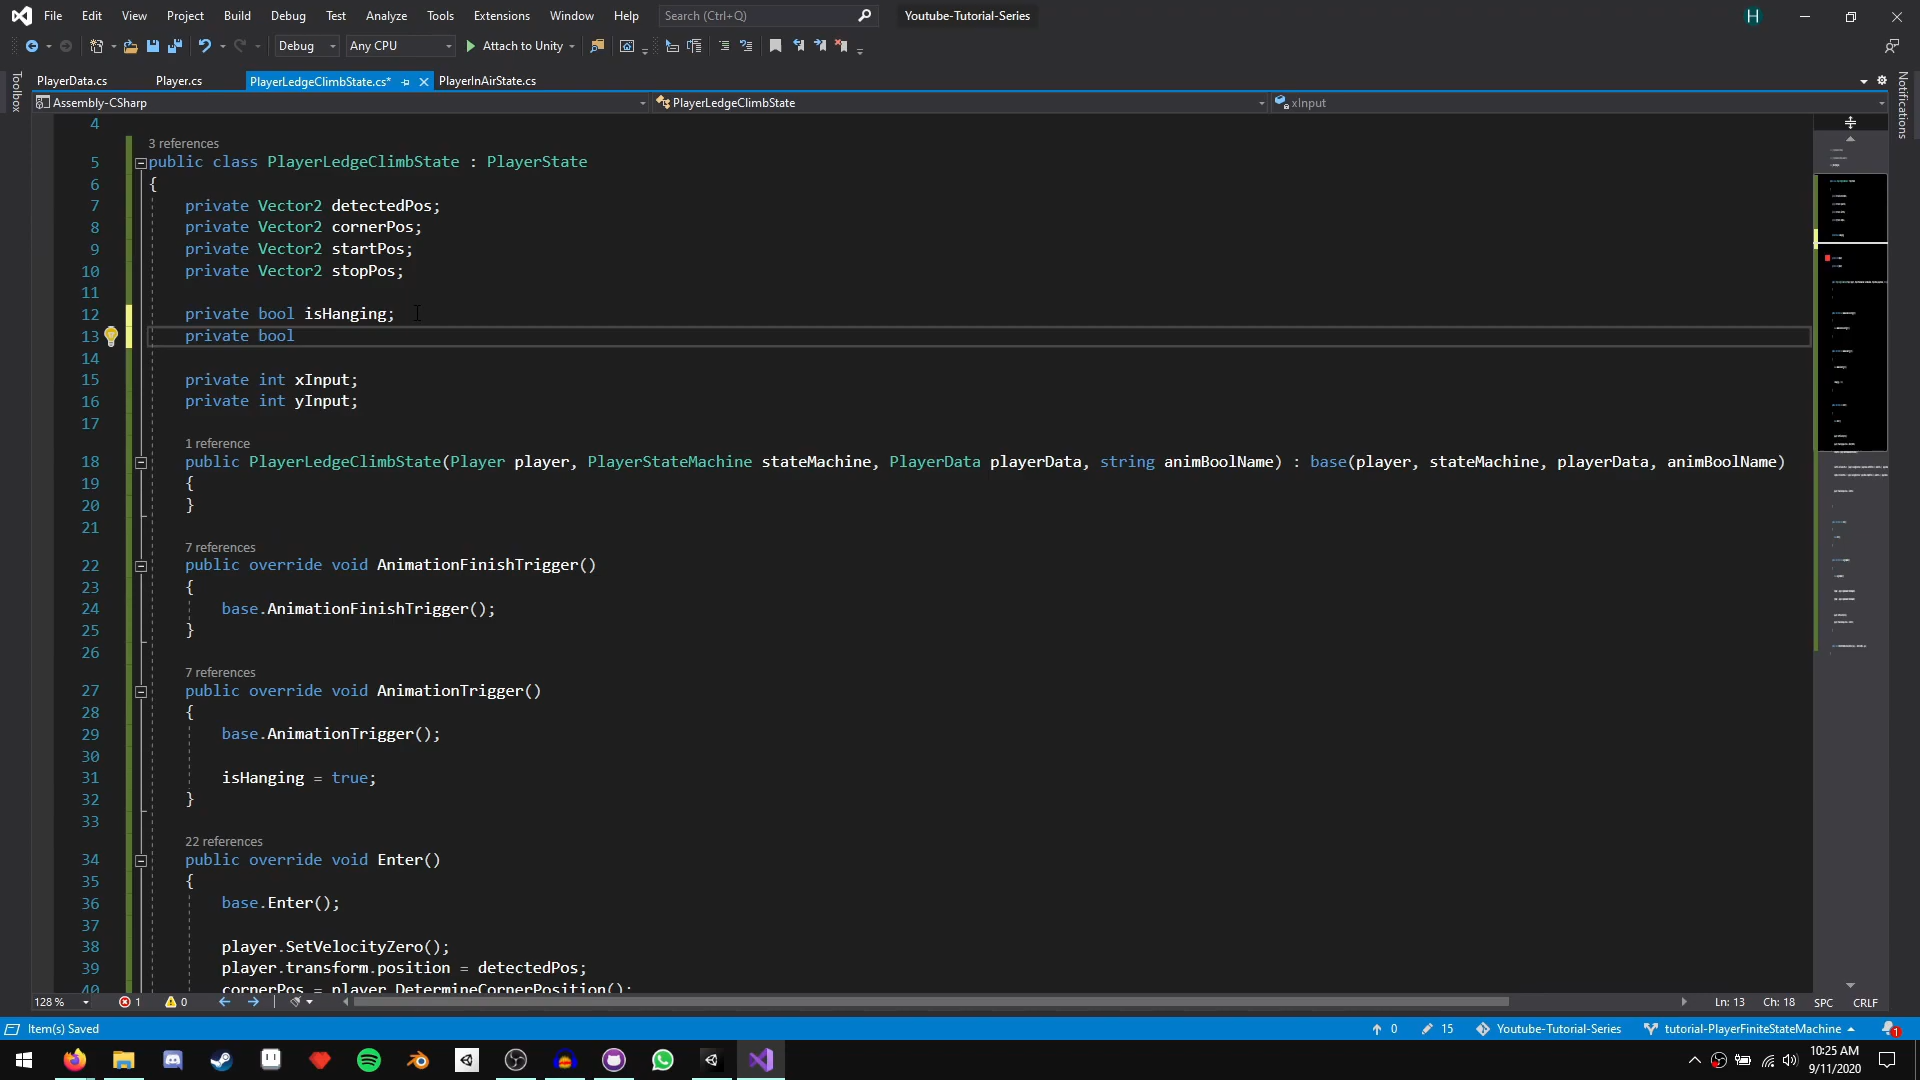 File Edit View Project Build Debug Test Analyze Tools Extensions Window Help Search (Ctrl+Q) Youtube-Tutorial-Series H
Debug Any CPU Attach to Unity
PlayerData.cs Player.cs PlayerLedgeClimbState.cs* PlayerInAirState.cs
Assembly-CSharp PlayerLedgeClimbState xInput
Toolbox
Notifications
4
3 references
5 public class PlayerLedgeClimbState : PlayerState
6 {
7 private Vector2 detectedPos;
8 private Vector2 cornerPos;
9 private Vector2 startPos;
10 private Vector2 stopPos;
11
12 private bool isHanging;
13 private bool
14
15 private int xInput;
16 private int yInput;
17
1 reference
18 public PlayerLedgeClimbState(Player player, PlayerStateMachine stateMachine, PlayerData playerData, string animBoolName) : base(player, stateMachine, playerData, animBoolName)
19 {
20 }
21
7 references
22 public override void AnimationFinishTrigger()
23 {
24 base.AnimationFinishTrigger();
25 }
26
7 references
27 public override void AnimationTrigger()
28 {
29 base.AnimationTrigger();
30
31 isHanging = true;
32 }
33
22 references
34 public override void Enter()
35 {
36 base.Enter();
37
38 player.SetVelocityZero();
39 player.transform.position = detectedPos;
40 cornerPos = player.DetermineCornerPosition();
128 % 1 0 Ln: 13 Ch: 18 SPC CRLF
Item(s) Saved 0 15 Youtube-Tutorial-Series tutorial-PlayerFiniteStateMachine 1
10:25 AM
9/11/2020